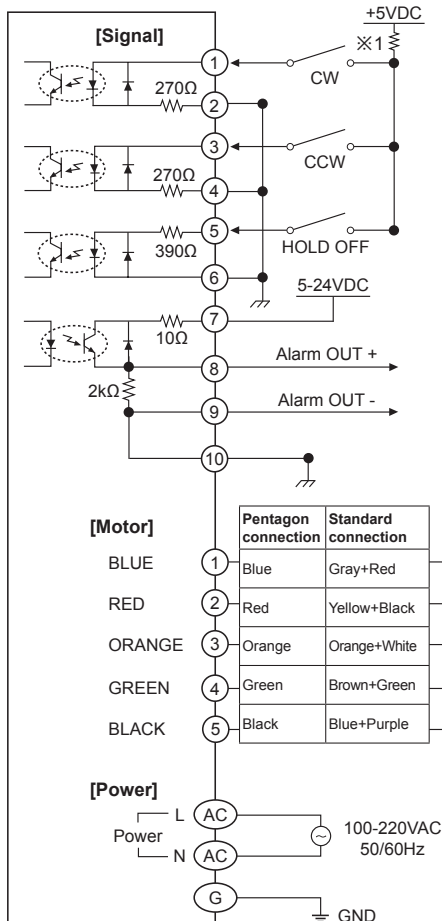 +5VDC
[Signal]
※1
1
CW
270Ω
2
3
CCW
270Ω
4
5
390Ω
HOLD OFF
6
5-24VDC
7
10Ω
8
Alarm OUT +
2kΩ
9
Alarm OUT -
10
[Motor]
Pentagon connection
Standard connection
BLUE
1
Blue
Gray+Red
RED
2
Red
Yellow+Black
ORANGE
3
Orange
Orange+White
GREEN
4
Green
Brown+Green
BLACK
5
Black
Blue+Purple
[Power]
L
AC
Power
100-220VAC
50/60Hz
N
AC
G
GND